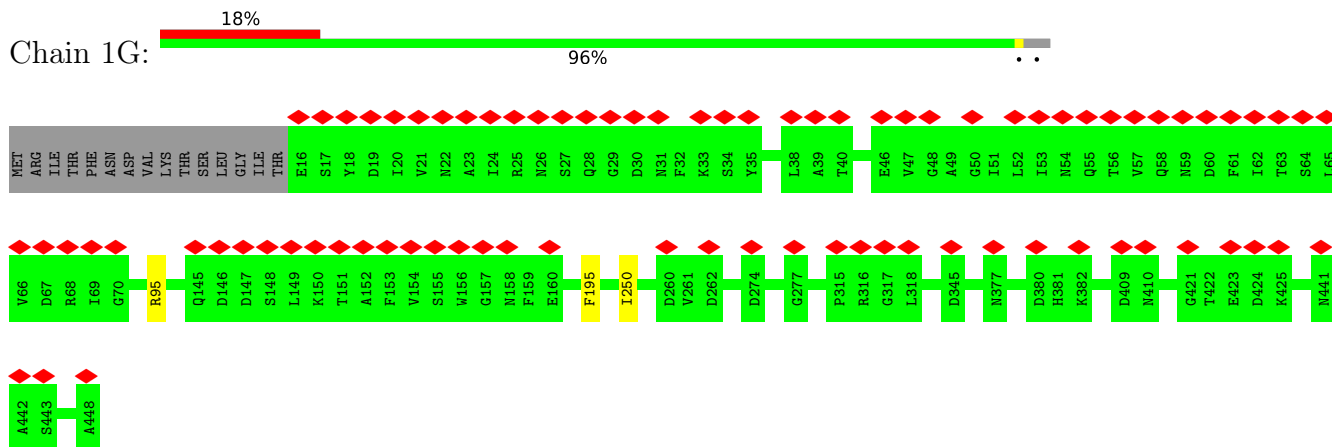 18%
Chain 1G:
96%
• •
MET ARG ILE THR PHE ASN ASP VAL LYS THR SER LEU GLY ILE THR E16 S17 Y18 D19 I20 V21 N22 A23 I24 R25 N26 S27 Q28 G29 D30 N31 F32 K33 S34 Y35 L38 A39 T40 E46 V47 G48 A49 G50 I51 L52 I53 N54 Q55 T56 V57 Q58 N59 D60 F61 I62 T63 S64 L65
V66 D67 R68 I69 G70 R95 Q145 D146 D147 S148 L149 K150 T151 A152 F153 V154 S155 W156 G157 N158 F159 E160 F195 I250 D260 V261 D262 D274 G277 P315 R316 G317 L318 D345 N377 D380 H381 K382 D409 N410 G421 T422 E423 D424 K425 N441
A442 S443 A448